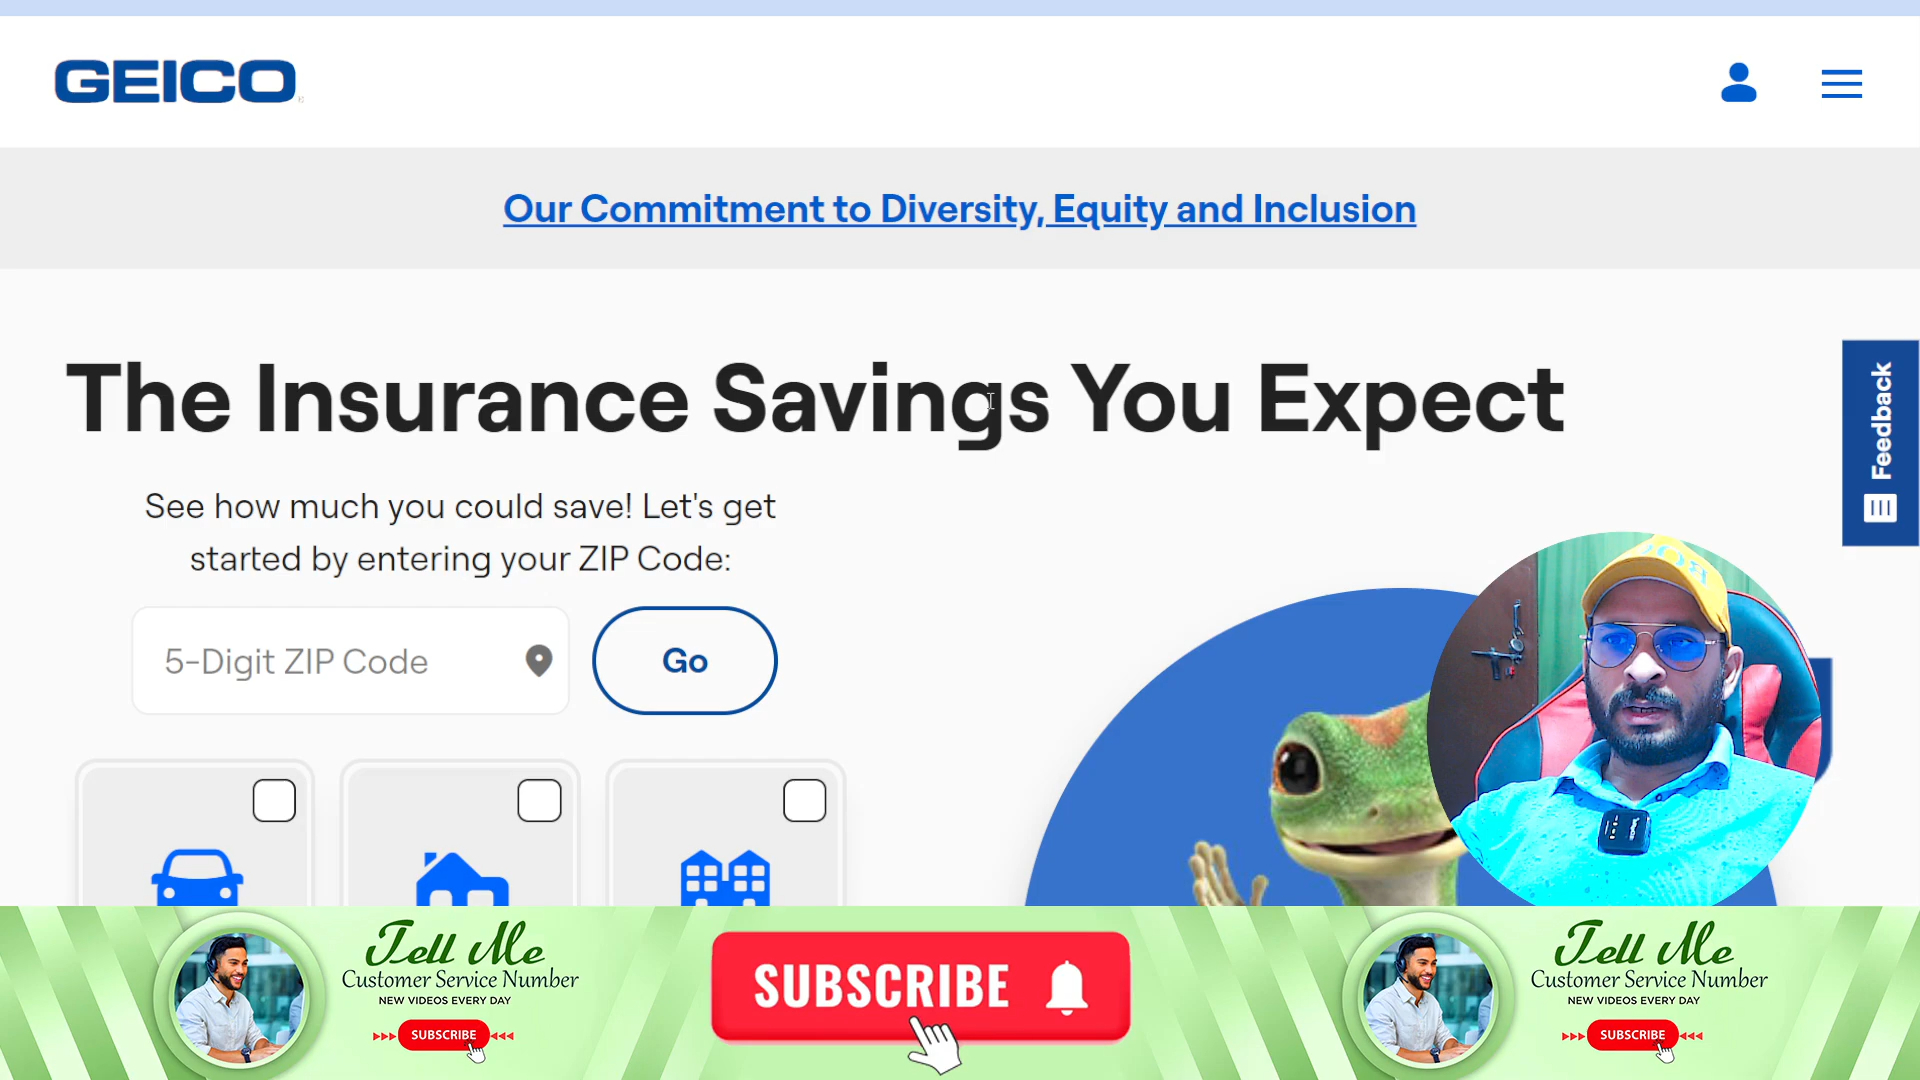 GEICO
Our Commitment to Diversity, Equity and Inclusion
The Insurance Savings You Expect
See how much you could save! Let's get
started by entering your ZIP Code:
5-Digit ZIP Code
Go
Feedback
Tell Me
Customer Service Number
NEW VIDEOS EVERY DAY
SUBSCRIBE
SUBSCRIBE
Tell Me
Customer Service Number
NEW VIDEOS EVERY DAY
SUBSCRIBE